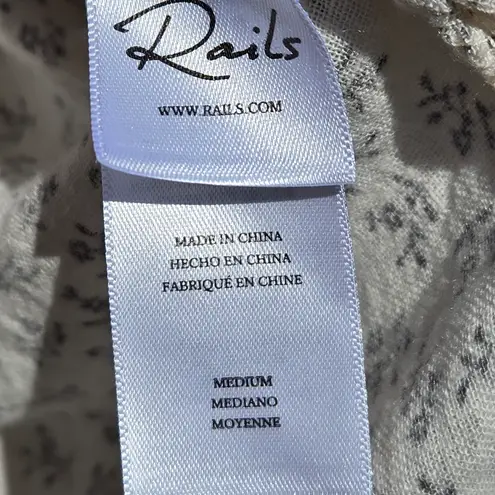 Rails
WWW.RAILS.COM
MADE IN CHINA
HECHO EN CHINA
FABRIQUÉ EN CHINE
MEDIUM
MEDIANO
MOYENNE